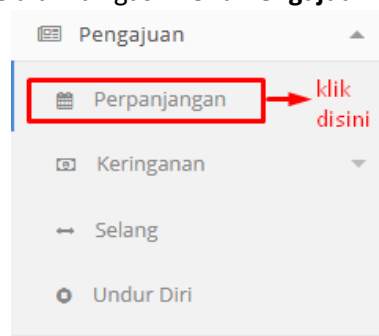 Pengajuan
Perpanjangan
klik
disini
Keringanan
Selang
Undur Diri